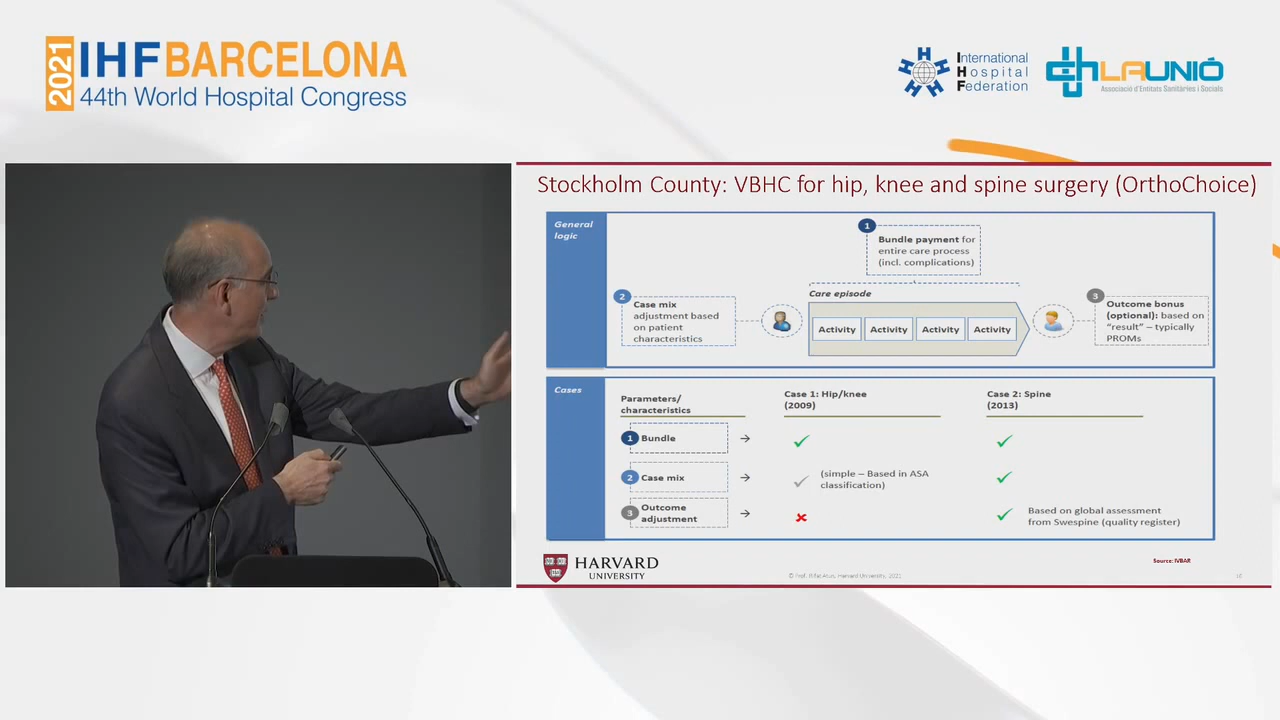 2021
IHF BARCELONA
44th World Hospital Congress
International
Hospital
Federation
LA UNIÓ
Associació d'Entitats Sanitàries i Socials
Stockholm County: VBHC for hip, knee and spine surgery (OrthoChoice)
General
logic
1
Bundle payment for
entire care process
(incl. complications)
2
Case mix
adjustment based
on patient
characteristics
Care episode
Activity
Activity
Activity
Activity
3
Outcome bonus
(optional): based on
“result” – typically
PROMs
Cases
Parameters/
characteristics
Case 1: Hip/knee
(2009)
Case 2: Spine
(2013)
1 Bundle
2 Case mix
(simple – Based in ASA
classification)
3 Outcome
adjustment
Based on global assessment
from Swespine (quality register)
HARVARD
UNIVERSITY
Source: IVBAR